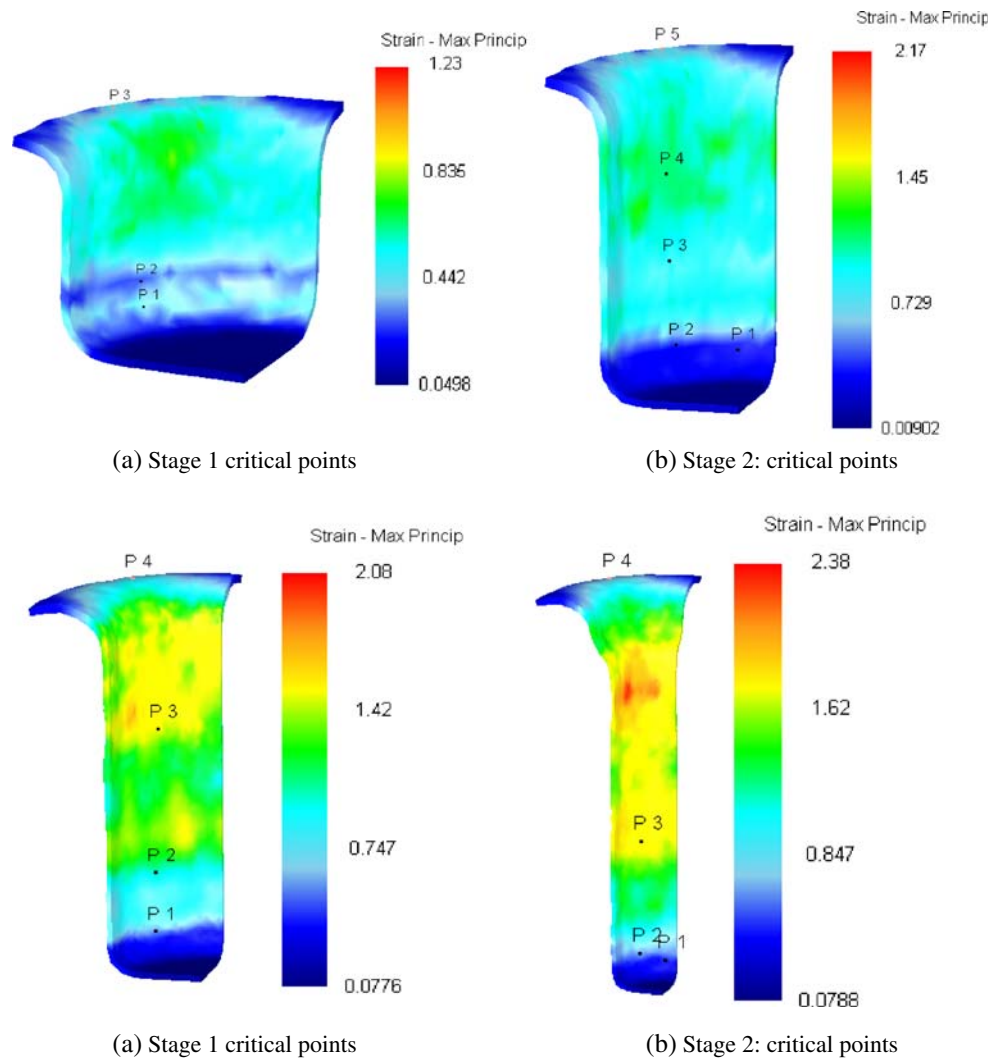 Strain - Max Princip
1.23
P 3
0.835
0.442
P 2
P 1
0.0498
(a) Stage 1 critical points
Strain - Max Princip
2.17
P 5
P 4
1.45
P 3
0.729
P 2
P 1
0.00902
(b) Stage 2: critical points
Strain - Max Princip
2.08
P 4
1.42
P 3
0.747
P 2
P 1
0.0776
(a) Stage 1 critical points
Strain - Max Princip
2.38
P 4
1.62
P 3
0.847
P 2
P 1
0.0788
(b) Stage 2: critical points